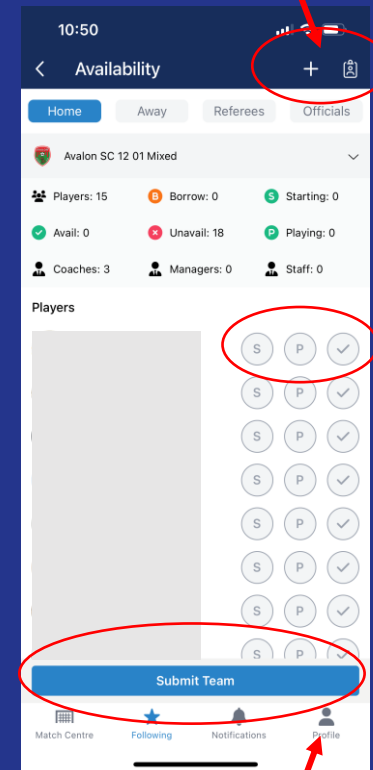 10:50
Availability
Home Away Referees Officials
Avalon SC 12 01 Mixed
Players: 15 B Borrow: 0 S Starting: 0
Avail: 0 Unavail: 18 P Playing: 0
Coaches: 3 Managers: 0 Staff: 0
Players
S P
S P
S P
S P
S P
S P
S P
S P
Submit Team
Match Centre Following Notifications Profile